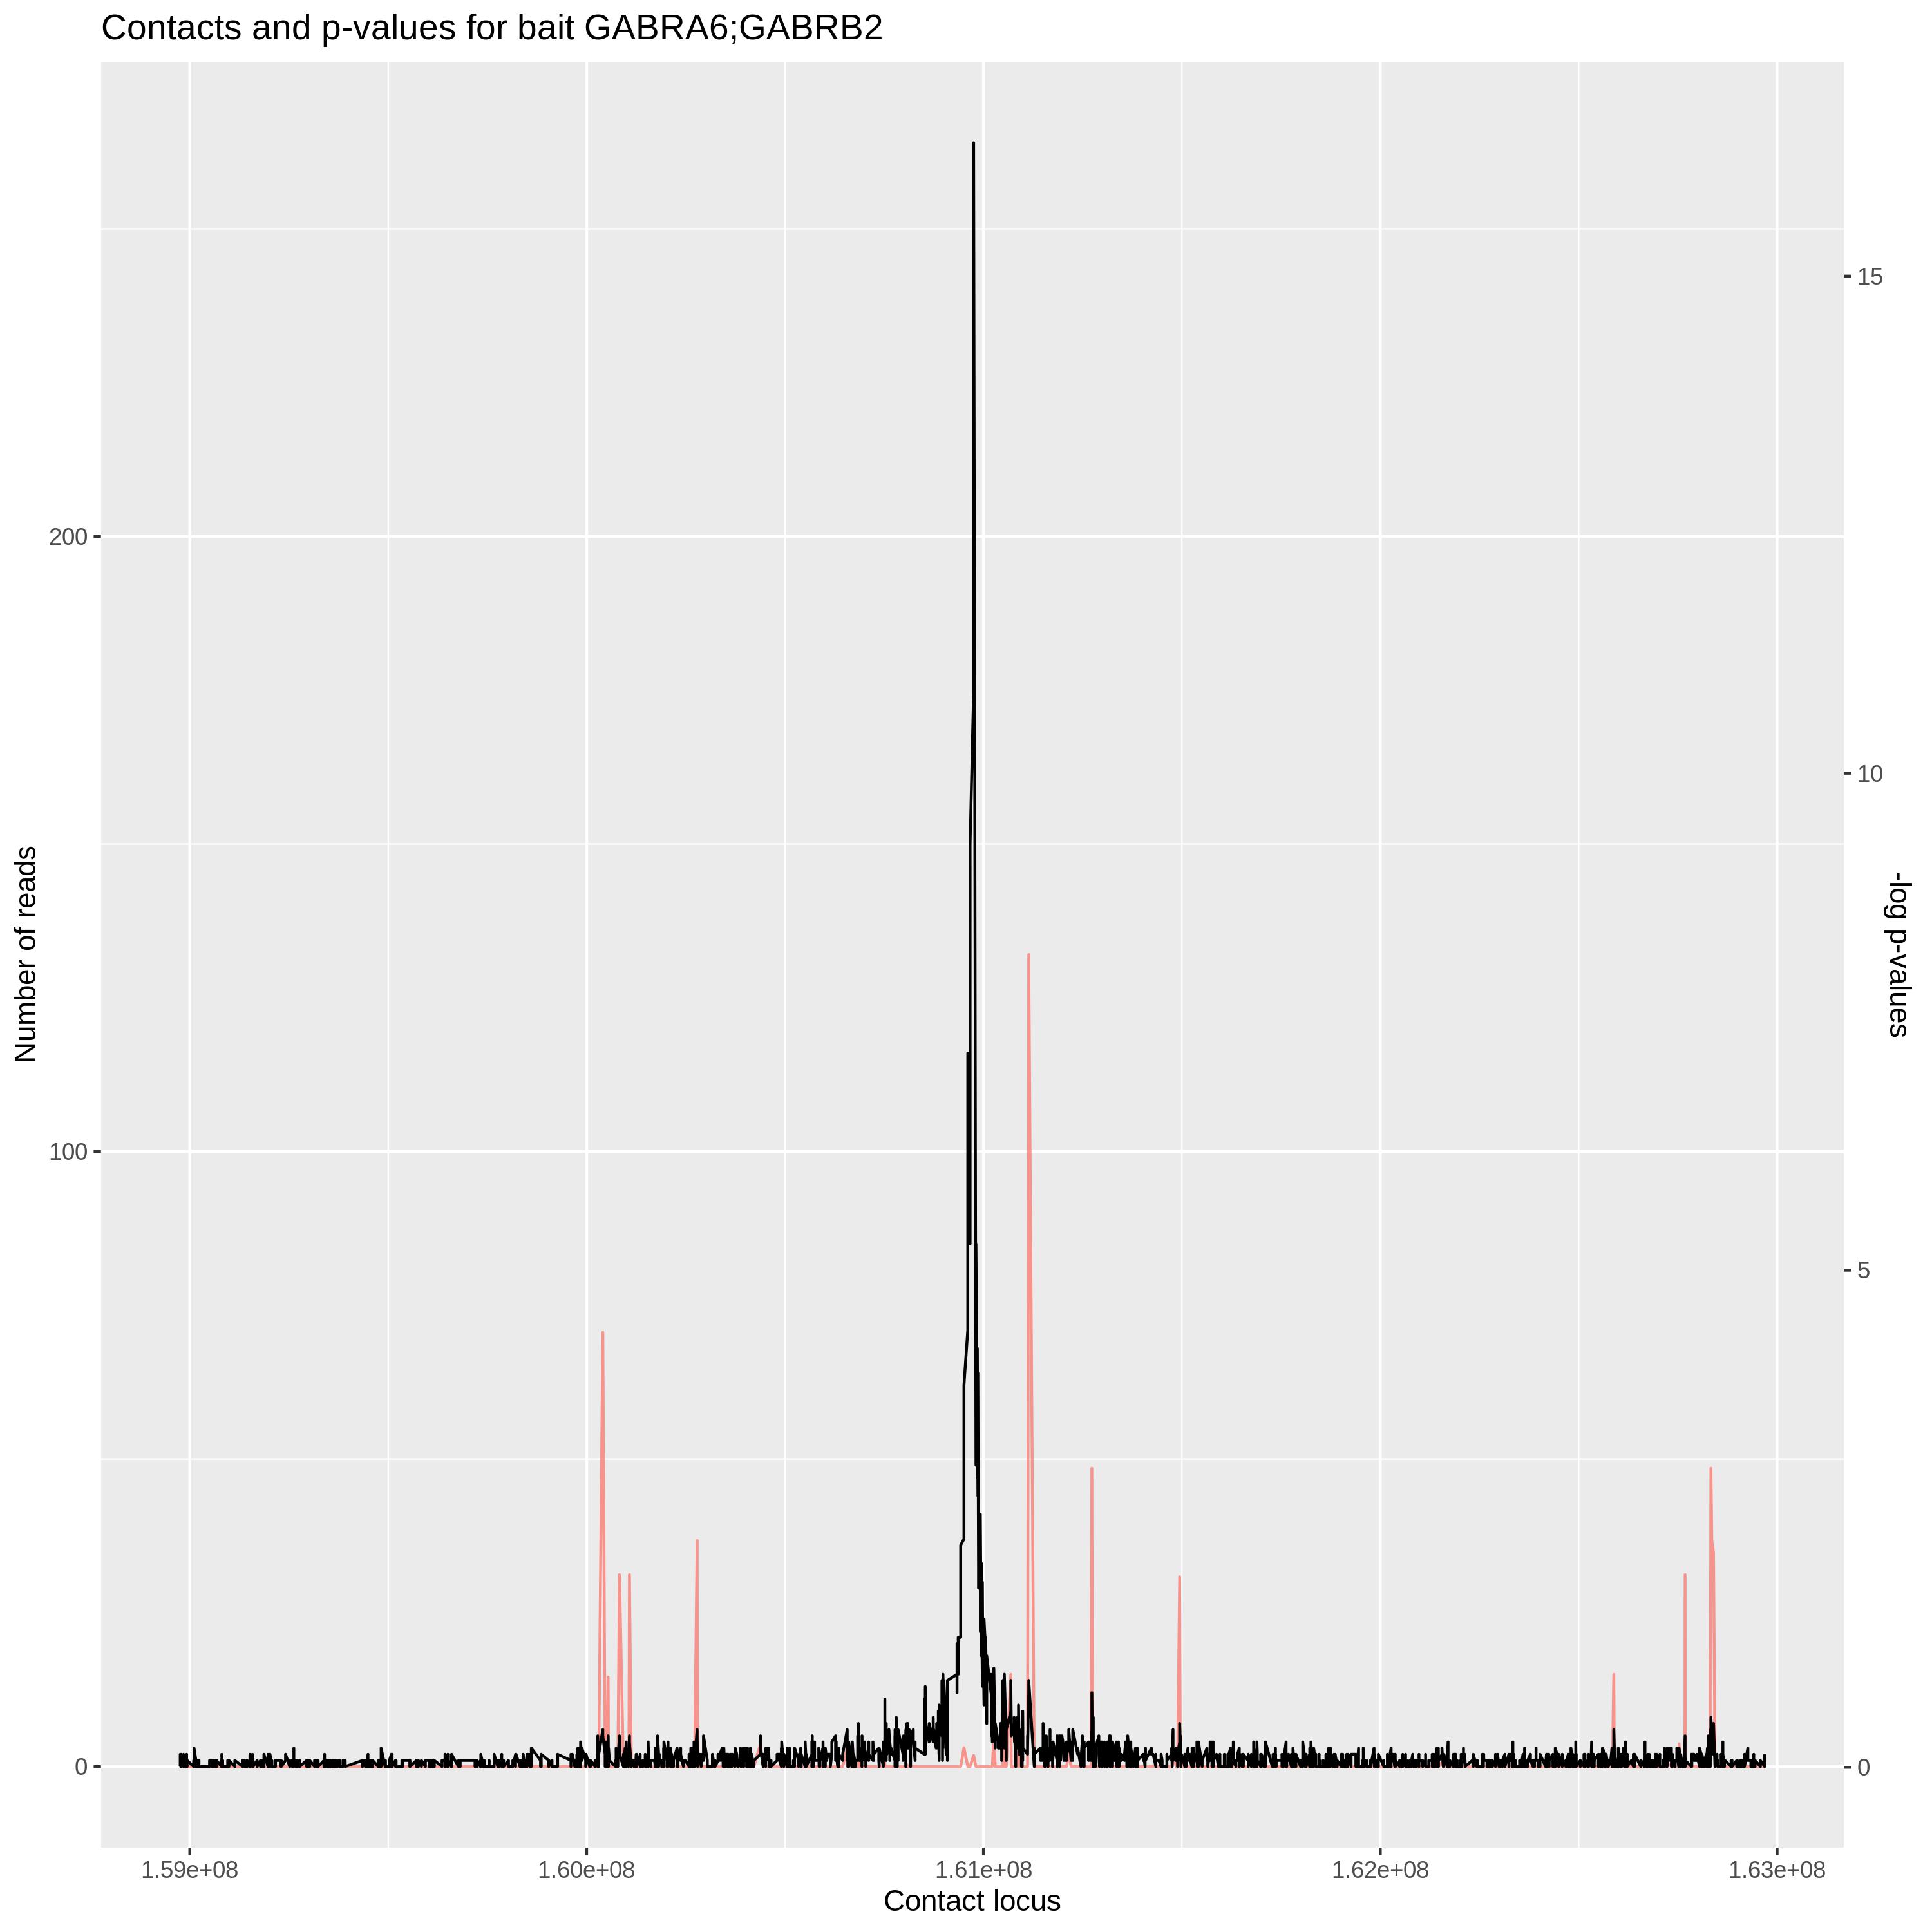 Contacts and p-values for bait GABRA6;GABRB2
Number of reads
200
100
0
15
10
5
0
-log p-values
1.59e+08
1.60e+08
1.61e+08
1.62e+08
1.63e+08
Contact locus